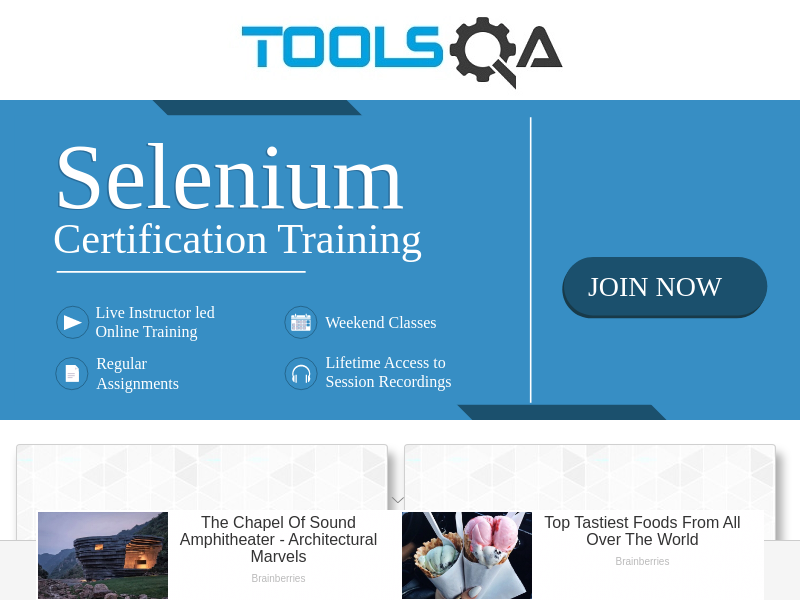 TOOLSQA
Selenium
Certification Training
JOIN NOW
Live Instructor led
Online Training
Weekend Classes
Regular
Assignments
Lifetime Access to
Session Recordings
The Chapel Of Sound
Amphitheater - Architectural
Marvels
Brainberries
Top Tastiest Foods From All
Over The World
Brainberries